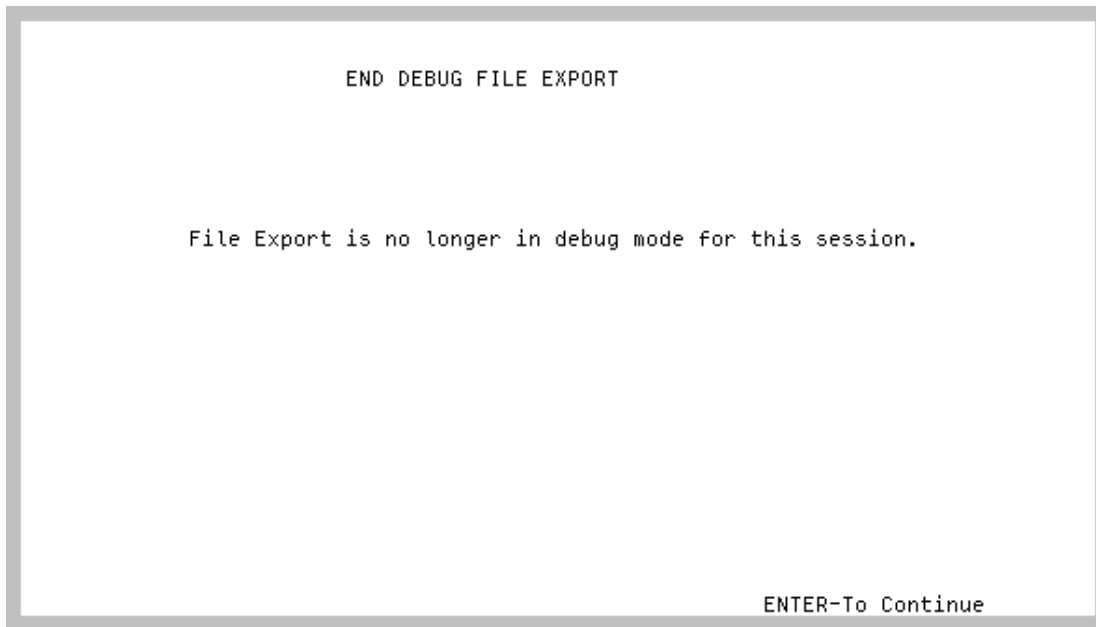 END DEBUG FILE EXPORT
File Export is no longer in debug mode for this session.
ENTER-To Continue